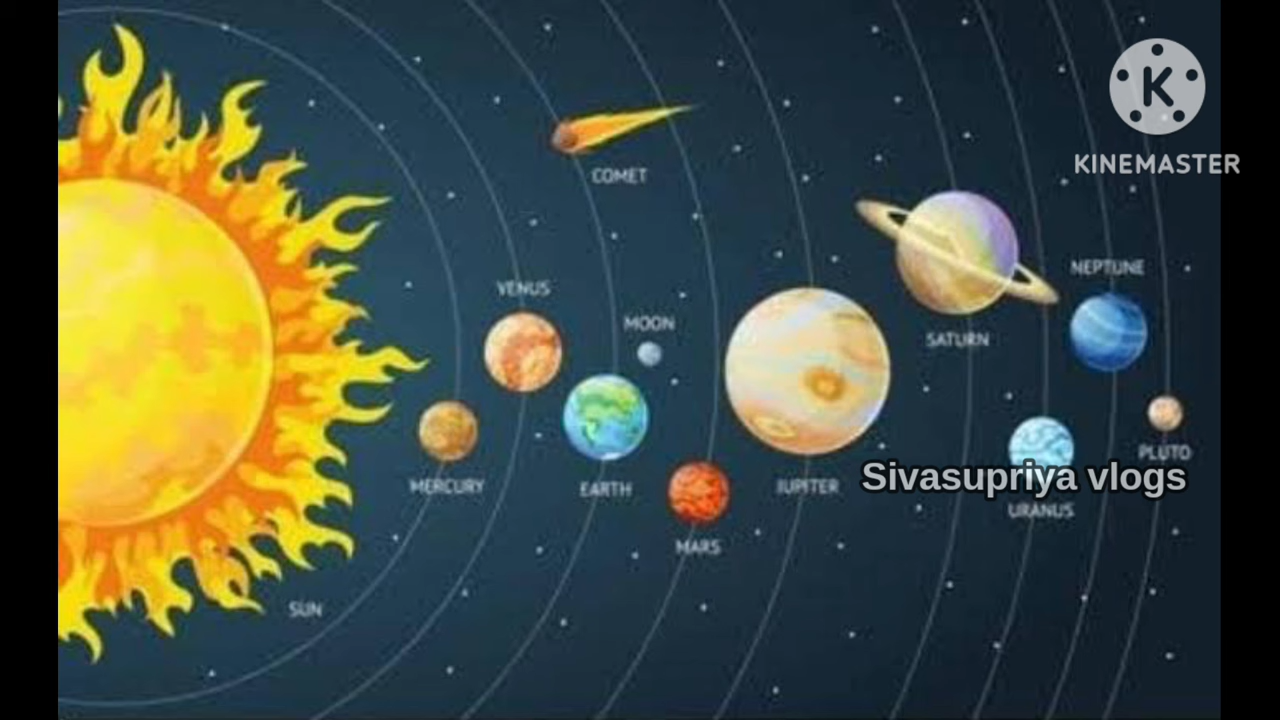 K
KINEMASTER
COMET
NEPTUNE
VENUS
MOON
SATURN
PLUTO
Sivasupriya vlogs
MERCURY
EARTH
JUPITER
URANUS
MARS
SUN